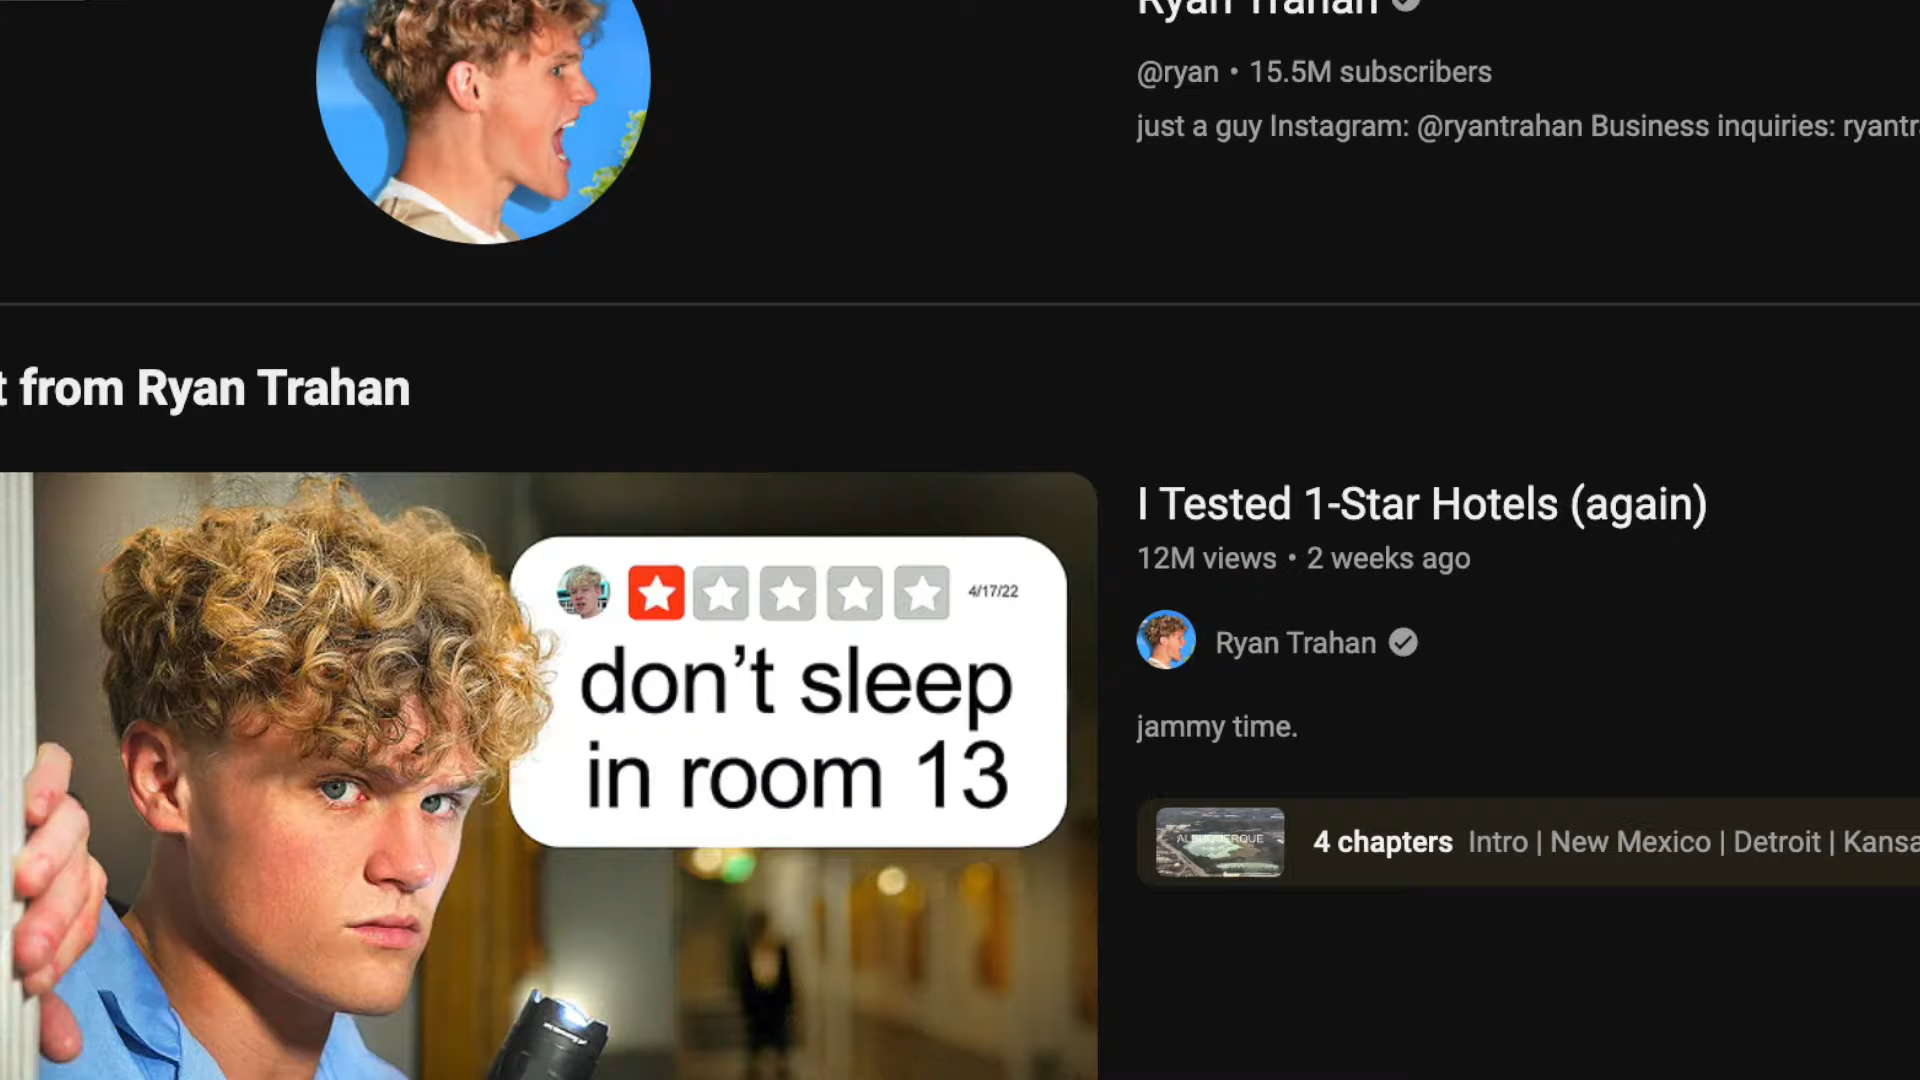 Ryan Trahan
@ryan • 15.5M subscribers
just a guy Instagram: @ryantrahan Business inquiries: ryantr
t from Ryan Trahan
4/17/22
don’t sleep
in room 13
I Tested 1-Star Hotels (again)
12M views • 2 weeks ago
Ryan Trahan
jammy time.
ALBUQUERQUE
4 chapters Intro | New Mexico | Detroit | Kansa